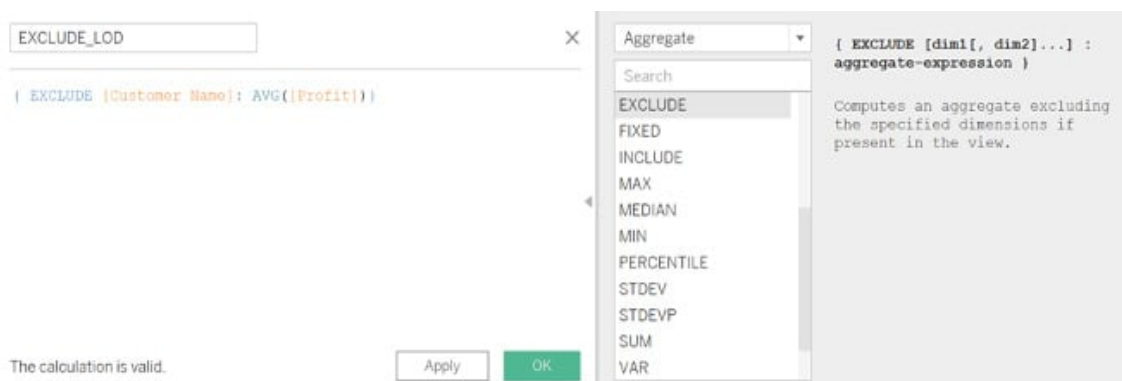 EXCLUDE_LOD
{ EXCLUDE [Customer Name]: AVG([Profit])}
The calculation is valid.
Apply
OK
Aggregate
Search
EXCLUDE
FIXED
INCLUDE
MAX
MEDIAN
MIN
PERCENTILE
STDEV
STDEVP
SUM
VAR
{ EXCLUDE [dim1[, dim2]...] :
aggregate-expression }
Computes an aggregate excluding
the specified dimensions if
present in the view.